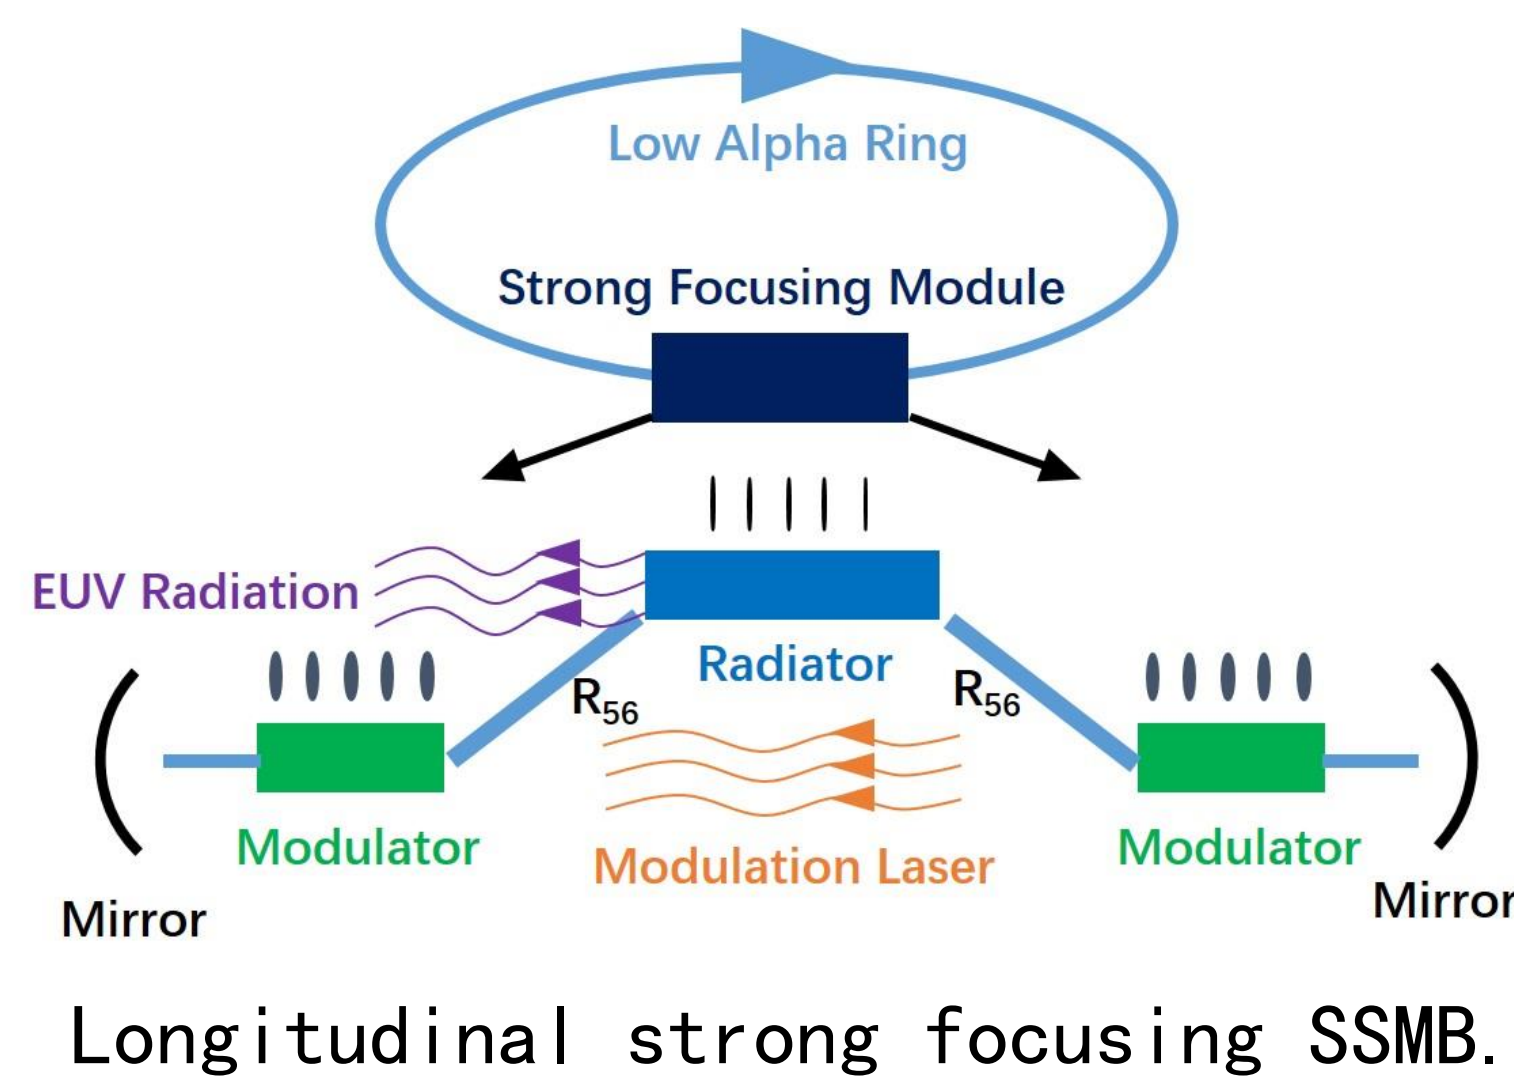 Low Alpha Ring
Strong Focusing Module
EUV Radiation
Radiator
R56
R56
Modulator
Modulation Laser
Modulator
Mirror
Mirror
Longitudinal strong focusing SSMB.